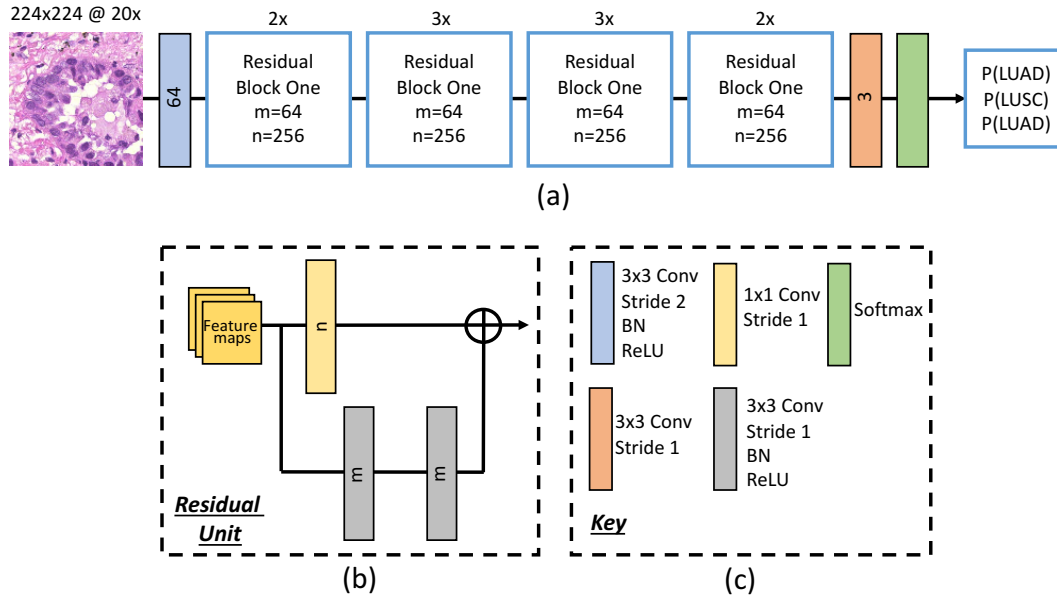 224x224 @ 20x
2x
3x
3x
2x
64
Residual
Block One
m=64
n=256
Residual
Block One
m=64
n=256
Residual
Block One
m=64
n=256
Residual
Block One
m=64
n=256
3
P(LUAD)
P(LUSC)
P(LUAD)
(a)
Feature
maps
n
m
m
Residual
Unit
(b)
3x3 Conv
Stride 2
BN
ReLU
1x1 Conv
Stride 1
Softmax
3x3 Conv
Stride 1
3x3 Conv
Stride 1
BN
ReLU
Key
(c)